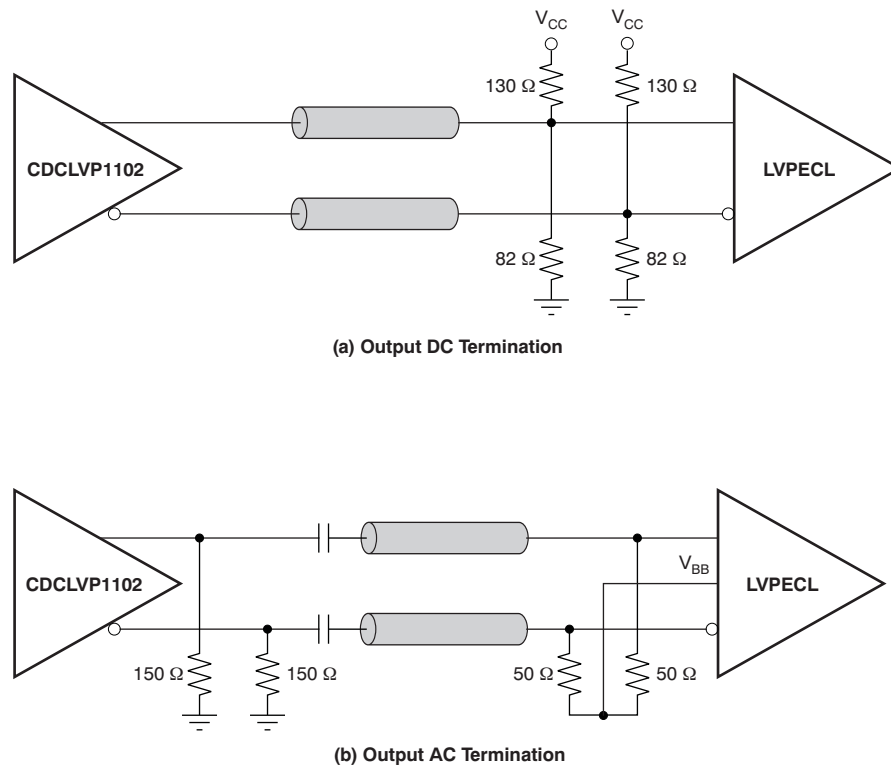 V_CC V_CC
130 Ω 130 Ω
CDCLVP1102 LVPECL
82 Ω 82 Ω
(a) Output DC Termination
V_BB
CDCLVP1102 LVPECL
150 Ω 150 Ω 50 Ω 50 Ω
(b) Output AC Termination